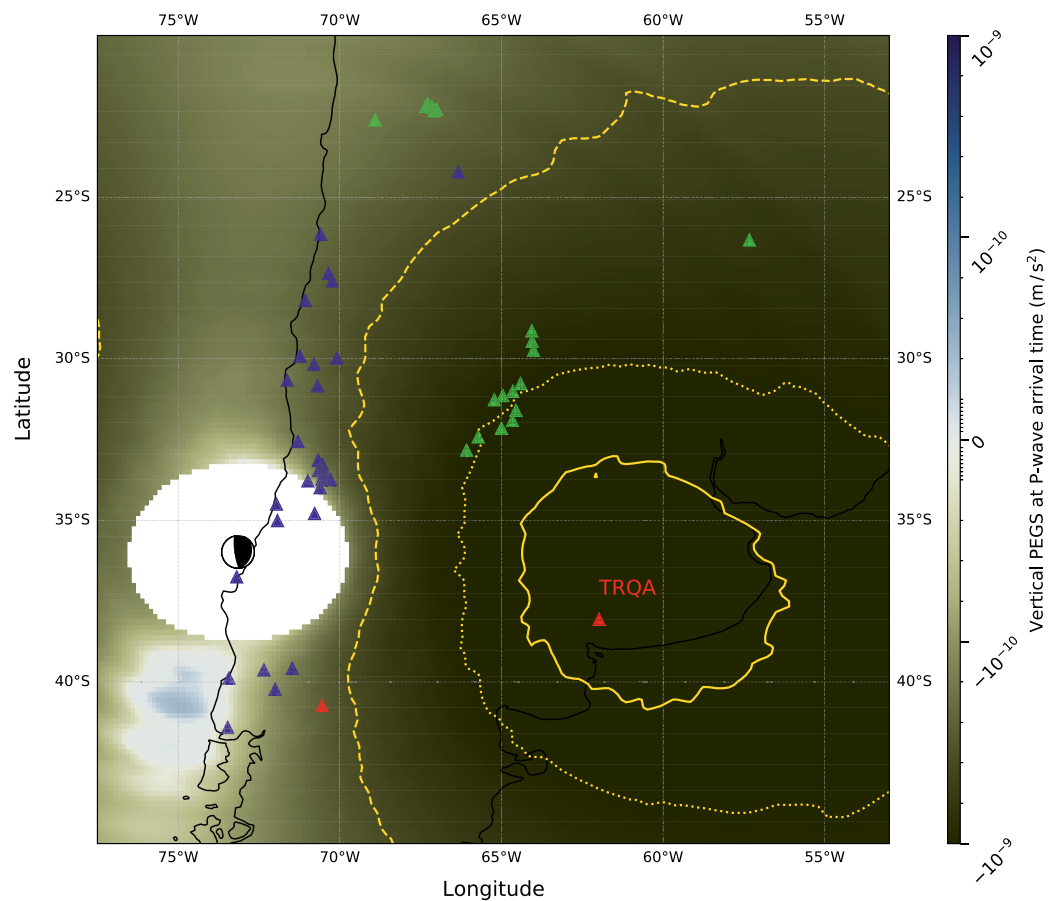 75°W 70°W 65°W 60°W 55°W
25°S 25°S
30°S 30°S
35°S 35°S
40°S 40°S
TRQA
75°W 70°W 65°W 60°W 55°W
Longitude
Latitude
10⁻⁹
10⁻¹⁰
0
−10⁻¹⁰
−10⁻⁹
Vertical PEGS at P-wave arrival time (m/s²)